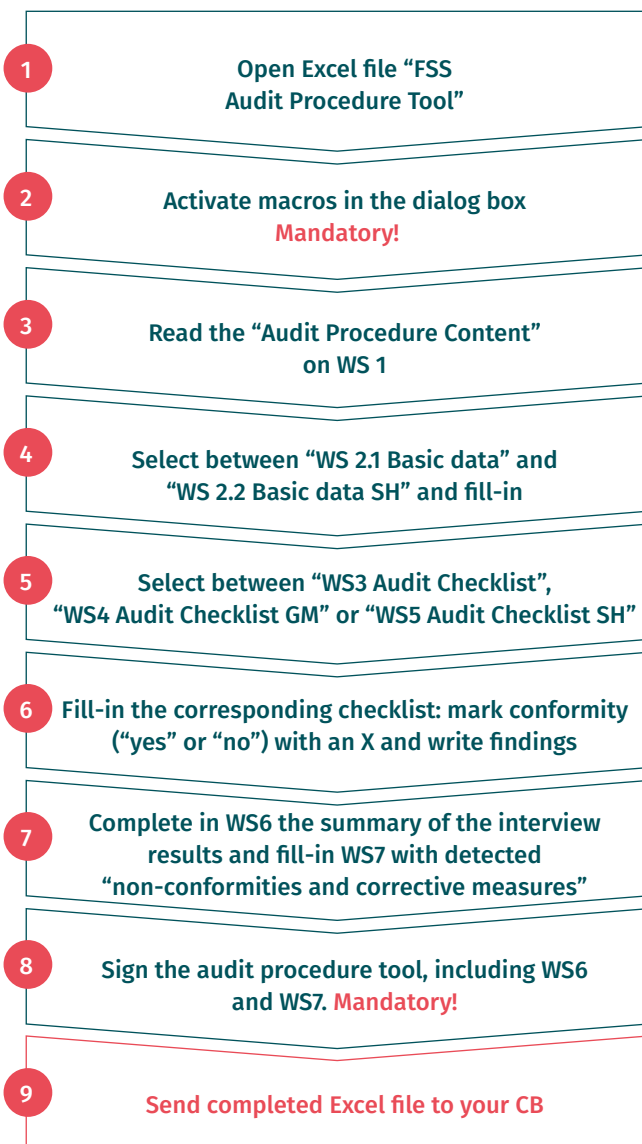 1
Open Excel file “FSS
Audit Procedure Tool”
2
Activate macros in the dialog box
Mandatory!
3
Read the “Audit Procedure Content”
on WS 1
4
Select between “WS 2.1 Basic data” and
“WS 2.2 Basic data SH” and fill-in
5
Select between “WS3 Audit Checklist”,
“WS4 Audit Checklist GM” or “WS5 Audit Checklist SH”
6
Fill-in the corresponding checklist: mark conformity
(“yes” or “no”) with an X and write findings
7
Complete in WS6 the summary of the interview
results and fill-in WS7 with detected
“non-conformities and corrective measures”
8
Sign the audit procedure tool, including WS6
and WS7. Mandatory!
9
Send completed Excel file to your CB